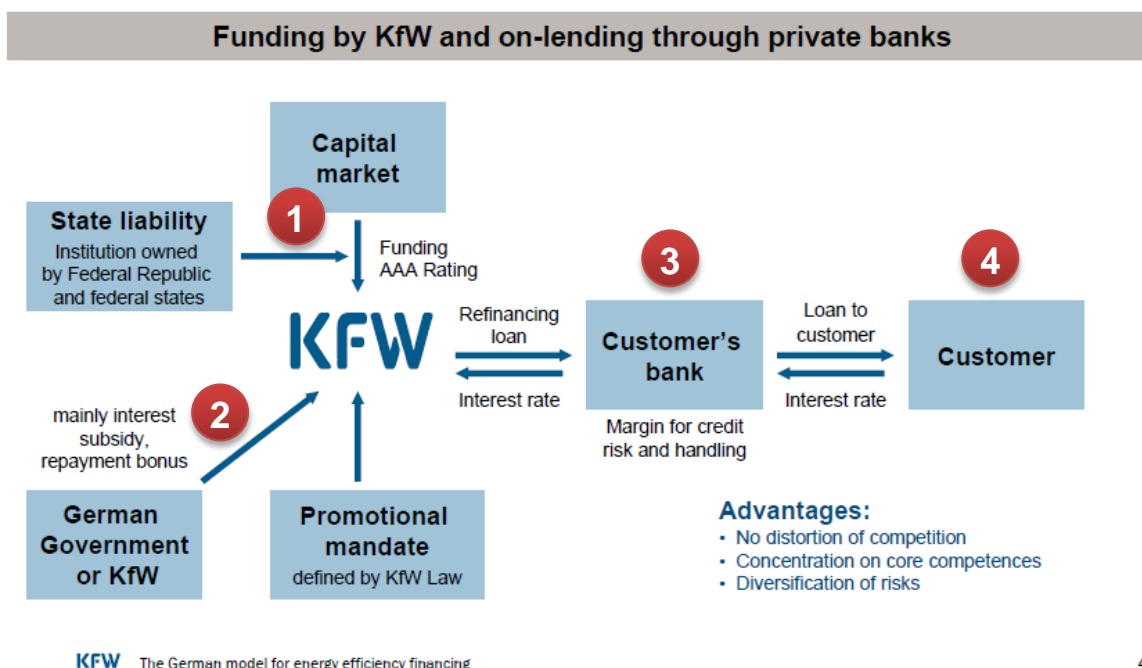 Funding by KfW and on-lending through private banks
Capital
market
1
State liability
Institution owned
by Federal Republic
and federal states
Funding
AAA Rating
3
4
KFW
Refinancing
loan
Interest rate
Customer's
bank
Margin for credit
risk and handling
Loan to
customer
Interest rate
Customer
mainly interest
subsidy,
repayment bonus
2
German
Government
or KfW
Promotional
mandate
defined by KfW Law
Advantages:
• No distortion of competition
• Concentration on core competences
• Diversification of risks
KFW The German model for energy efficiency financing